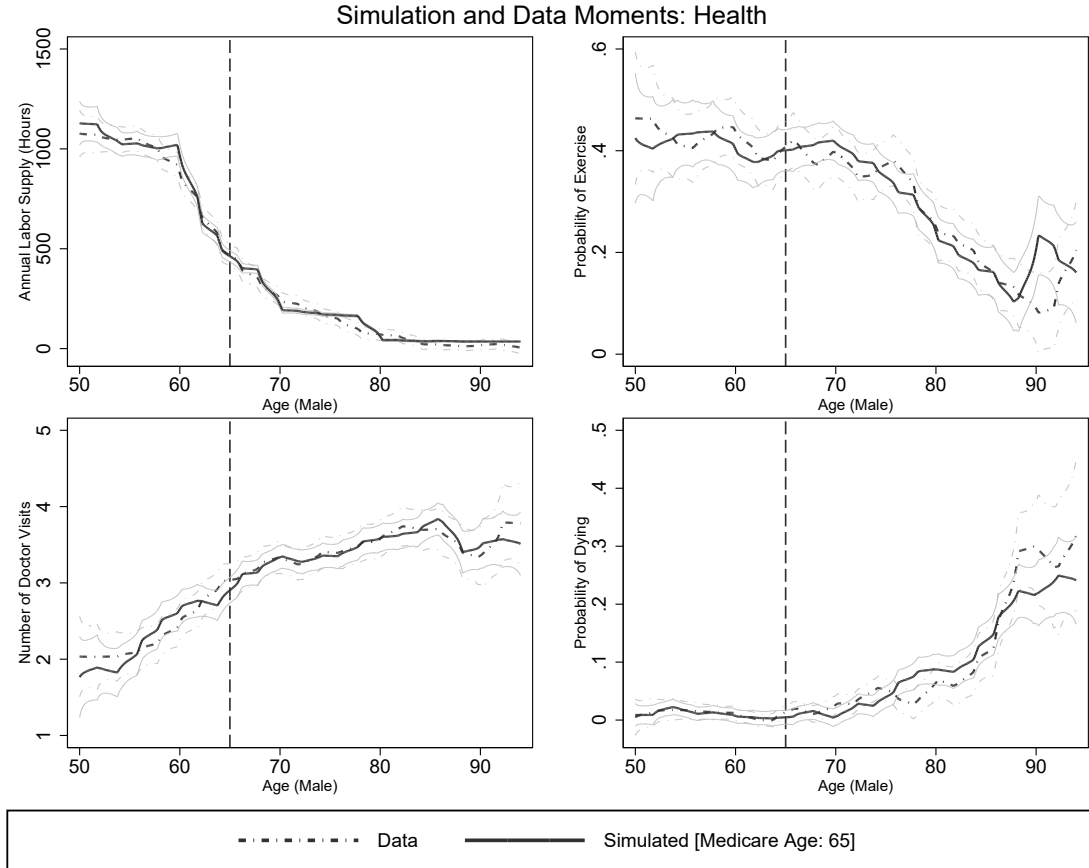 Simulation and Data Moments: Health
Annual Labor Supply (Hours)
1500
1000
500
0
50 60 70 80 90
Age (Male)
Probability of Exercise
.6
.4
.2
0
50 60 70 80 90
Age (Male)
Number of Doctor Visits
5
4
3
2
1
50 60 70 80 90
Age (Male)
Probability of Dying
.5
.4
.3
.2
.1
0
50 60 70 80 90
Age (Male)
Data Simulated [Medicare Age: 65]